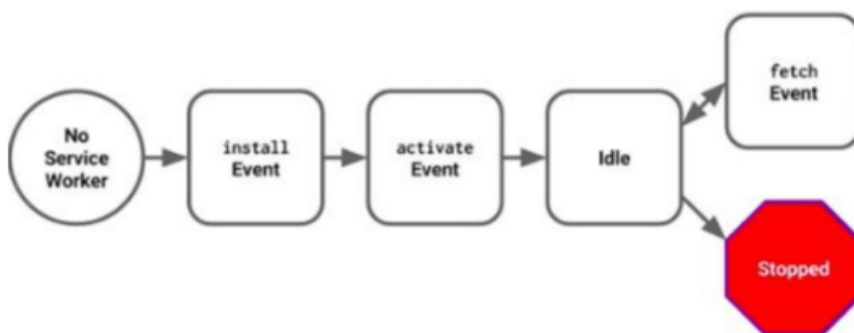 No
Service
Worker
install
Event
activate
Event
Idle
fetch
Event
Stopped